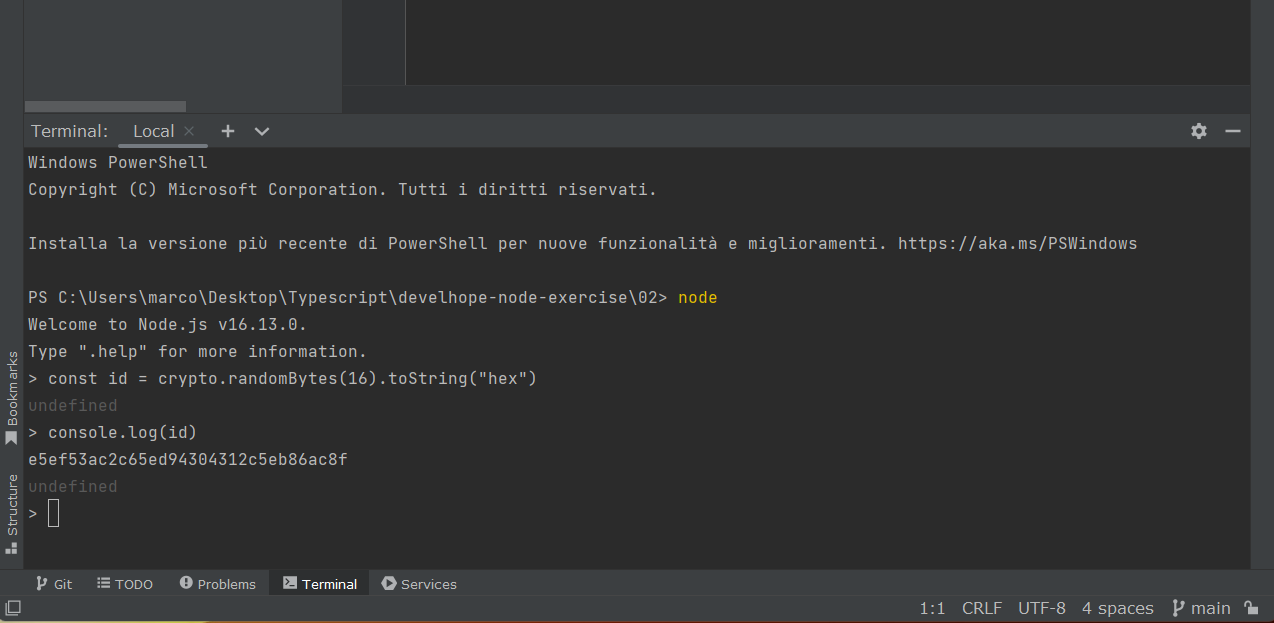 Terminal: Local
Windows PowerShell
Copyright (C) Microsoft Corporation. Tutti i diritti riservati.
Installa la versione più recente di PowerShell per nuove funzionalità e miglioramenti. https://aka.ms/PSWindows
PS C:\Users\marco\Desktop\Typescript\develhope-node-exercise\02> node
Welcome to Node.js v16.13.0.
Type ".help" for more information.
> const id = crypto.randomBytes(16).toString("hex")
undefined
> console.log(id)
e5ef53ac2c65ed94304312c5eb86ac8f
undefined
>
Bookmarks
Structure
Git TODO Problems Terminal Services
1:1 CRLF UTF-8 4 spaces main